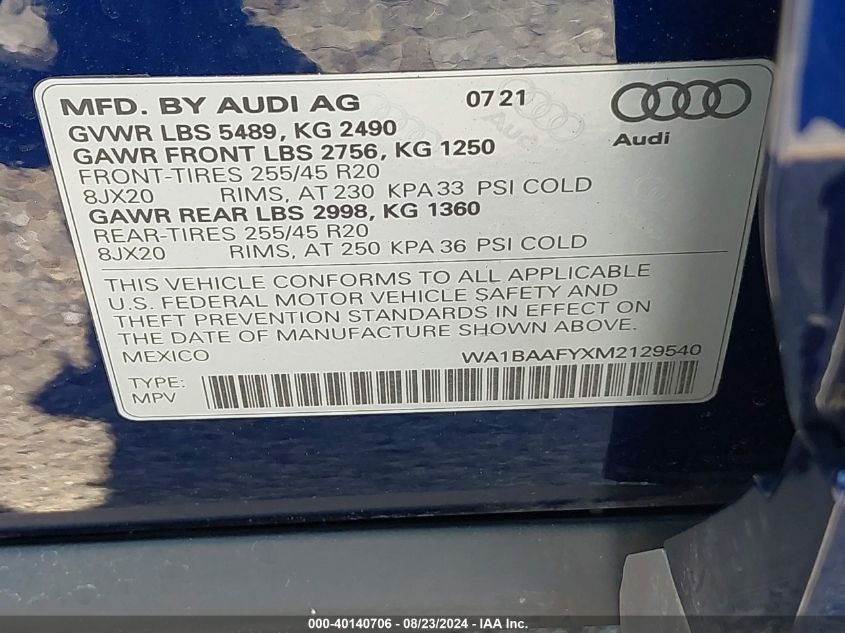 MFD. BY AUDI AG 07 21
Audi
GVWR LBS 5489, KG 2490
GAWR FRONT LBS 2756, KG 1250
FRONT-TIRES 255/45 R20
8JX20 RIMS, AT 230 KPA 33 PSI COLD
GAWR REAR LBS 2998, KG 1360
REAR-TIRES 255/45 R20
8JX20 RIMS, AT 250 KPA 36 PSI COLD
THIS VEHICLE CONFORMS TO ALL APPLICABLE
U.S. FEDERAL MOTOR VEHICLE SAFETY AND
THEFT PREVENTION STANDARDS IN EFFECT ON
THE DATE OF MANUFACTURE SHOWN ABOVE.
MEXICO WA1BAAFYXM2129540
TYPE:
MPV
000-40140706 - 08/23/2024 - IAA Inc.